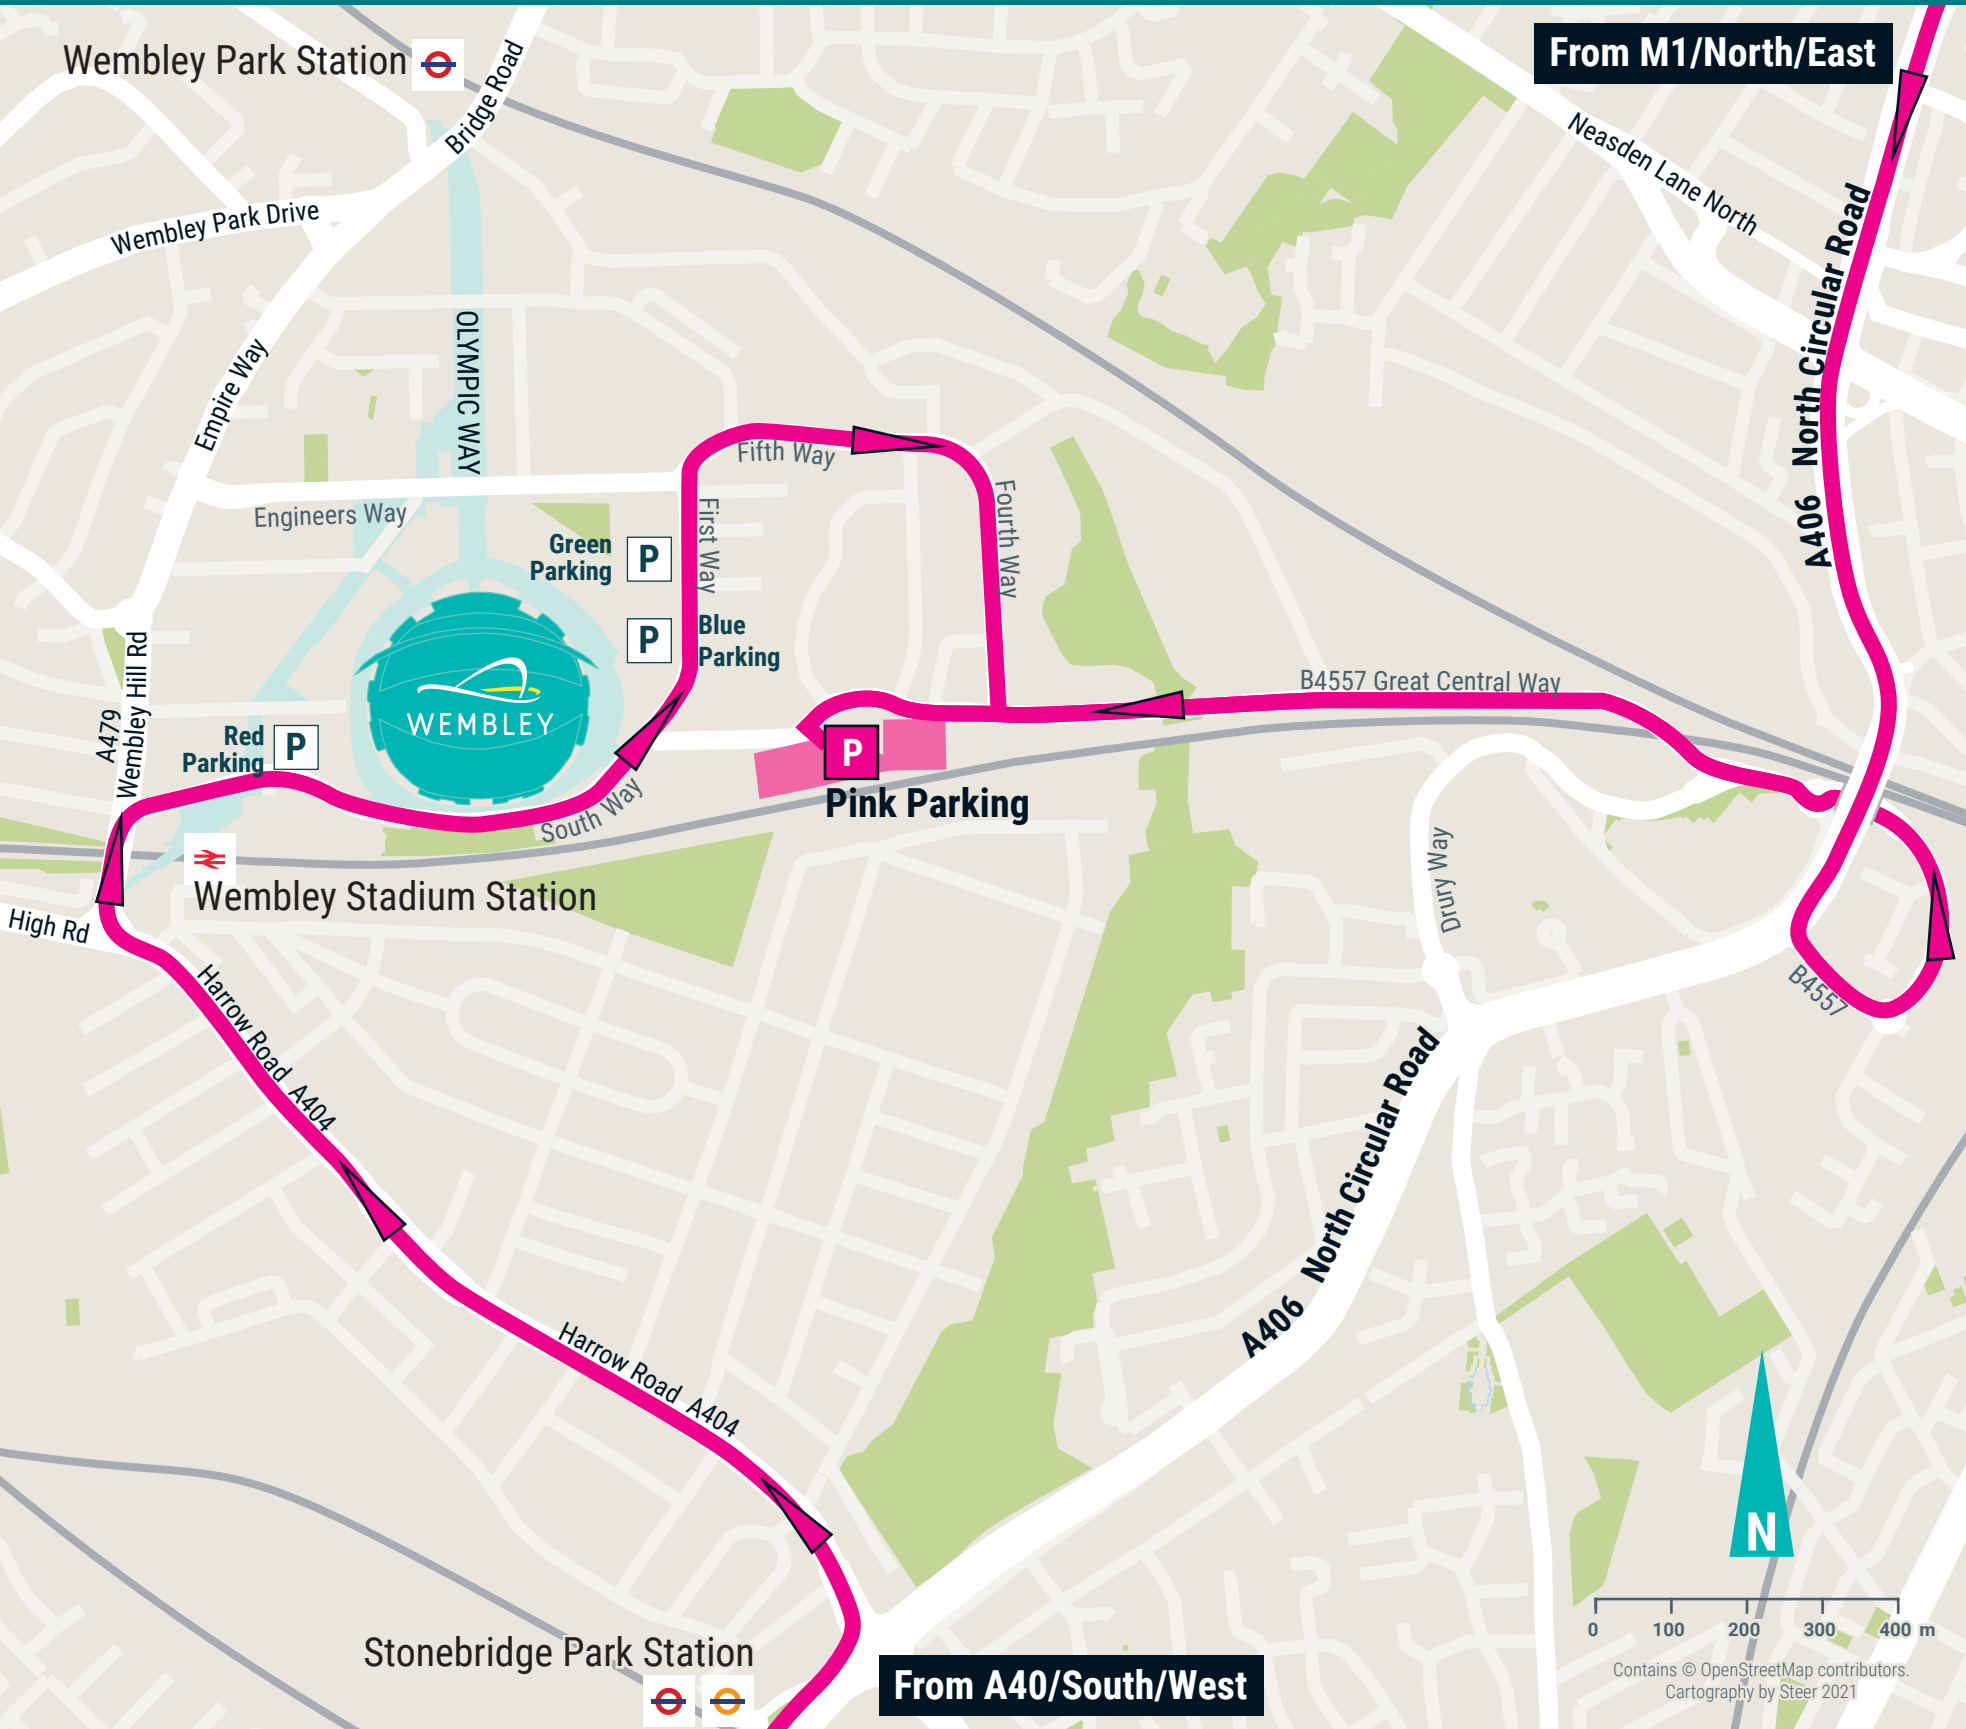 Wembley Park Station
From M1/North/East
Bridge Road
Neasden Lane North
Wembley Park Drive
A406 North Circular Road
OLYMPIC WAY
Empire Way
Fifth Way
First Way
Fourth Way
Engineers Way
Green
Parking
P
P
Blue
Parking
A479
Wembley Hill Rd
Red
Parking
P
WEMBLEY
B4557 Great Central Way
P
Pink Parking
South Way
Wembley Stadium Station
High Rd
Drury Way
B4557
Harrow Road A404
A406 North Circular Road
Harrow Road A404
N
0 100 200 300 400 m
Stonebridge Park Station
From A40/South/West
Contains © OpenStreetMap contributors.
Cartography by Steer 2021